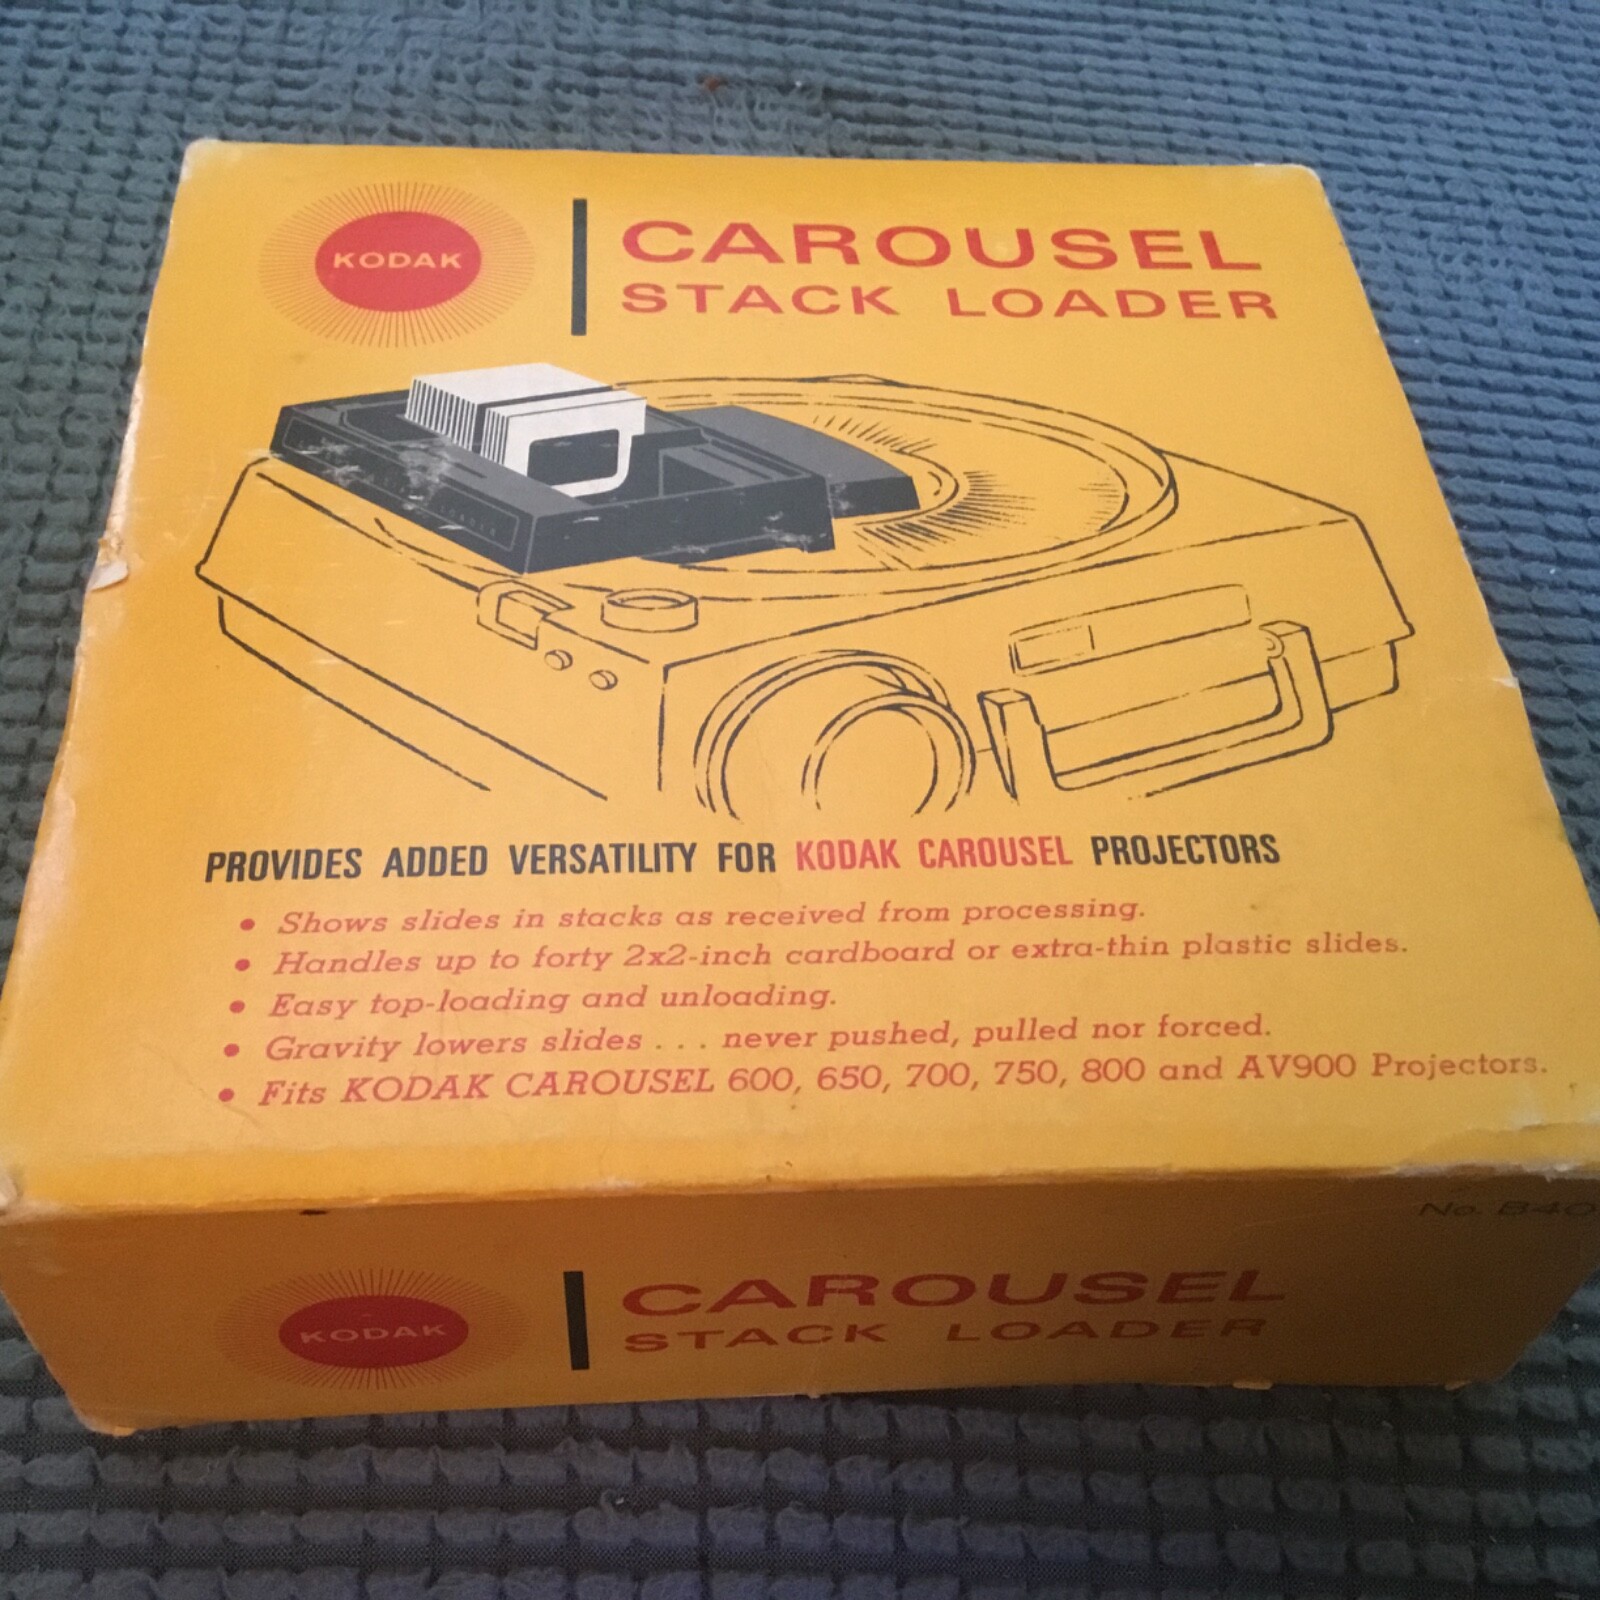 KODAK
CAROUSEL
STACK LOADER
PROVIDES ADDED VERSATILITY FOR KODAK CAROUSEL PROJECTORS
• Shows slides in stacks as received from processing.
• Handles up to forty 2x2-inch cardboard or extra-thin plastic slides.
• Easy top-loading and unloading.
• Gravity lowers slides . . . never pushed, pulled nor forced.
• Fits KODAK CAROUSEL 600, 650, 700, 750, 800 and AV900 Projectors.
No. 840
KODAK
CAROUSEL
STACK LOADER